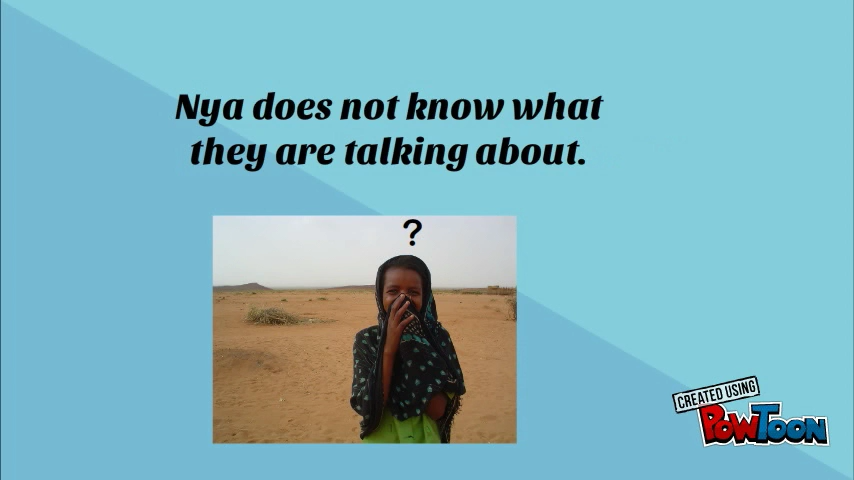 Nya does not know what
they are talking about.
?
CREATED USING
POWTOON